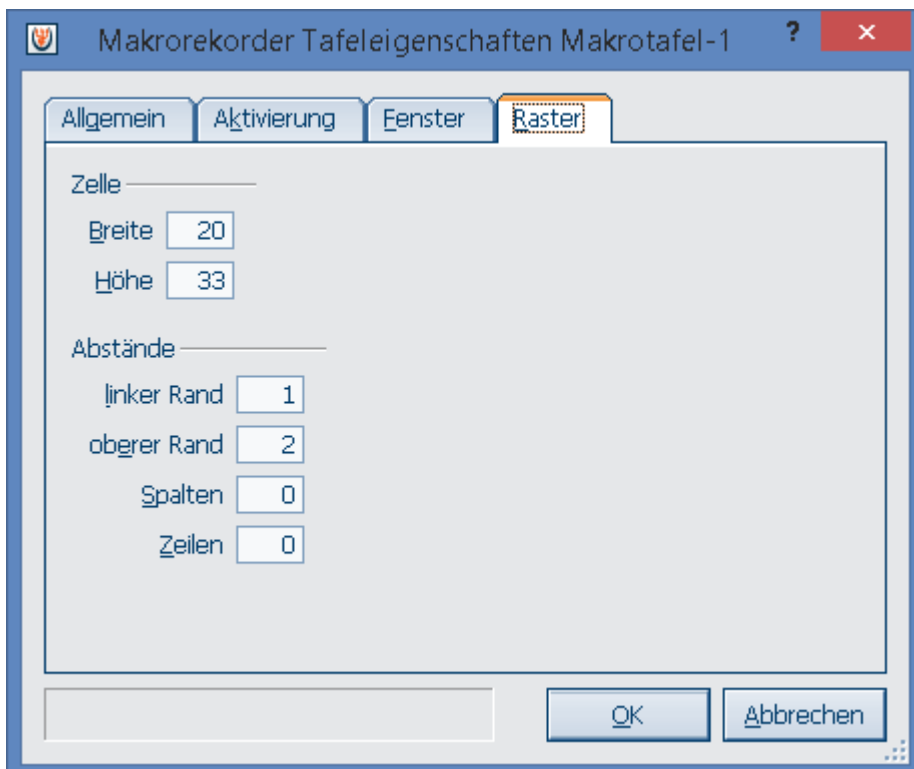 Makrorekorder Tafeleigenschaften Makrotafel-1 ? ×
Allgemein Aktivierung Fenster Raster
Zelle
Breite 20
Höhe 33
Abstände
linker Rand 1
oberer Rand 2
Spalten 0
Zeilen 0
OK Abbrechen